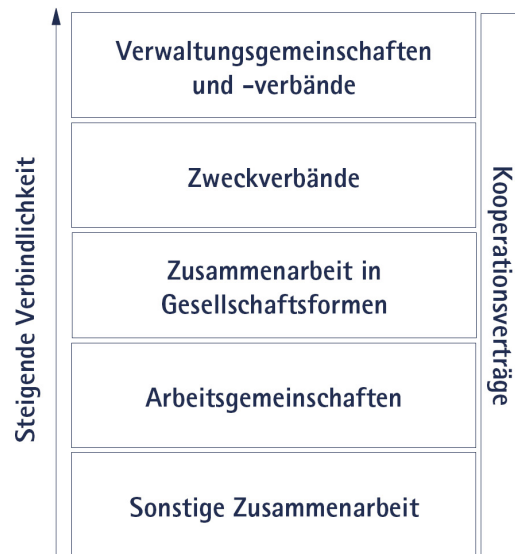 Steigende Verbindlichkeit
Verwaltungsgemeinschaften
und -verbände
Zweckverbände
Zusammenarbeit in
Gesellschaftsformen
Arbeitsgemeinschaften
Sonstige Zusammenarbeit
Kooperationsverträge